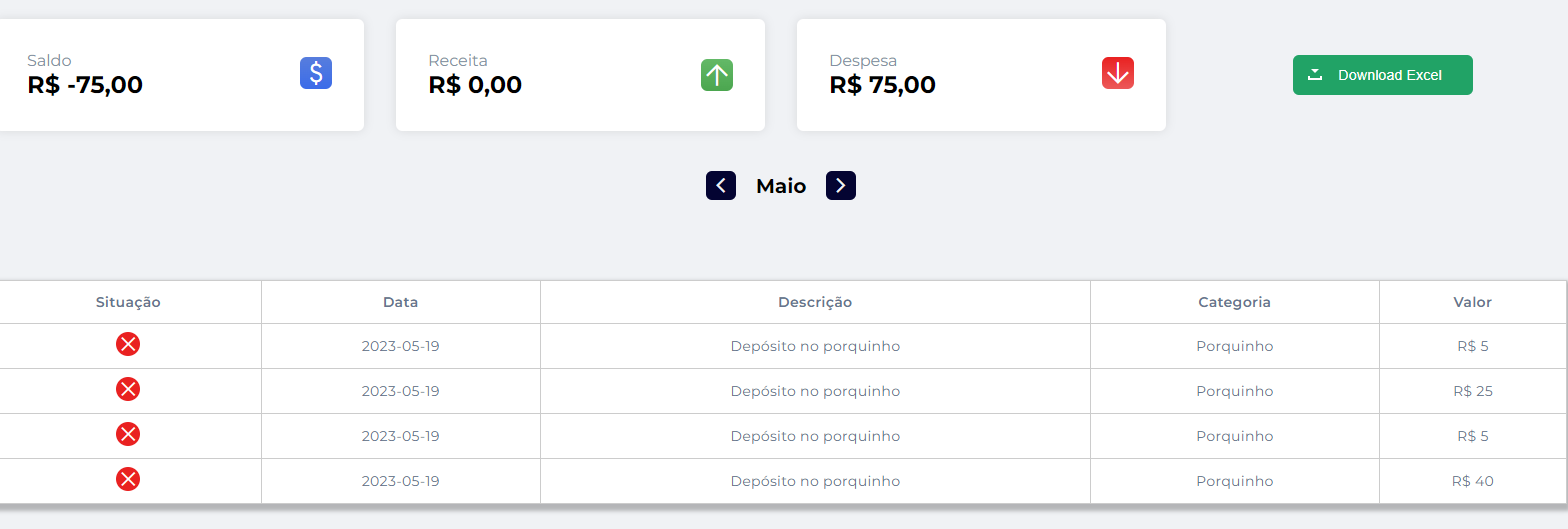 Saldo
R$ -75,00
Receita
R$ 0,00
Despesa
R$ 75,00
Download Excel
Maio
Situação Data Descrição Categoria Valor
2023-05-19 Depósito no porquinho Porquinho R$ 5
2023-05-19 Depósito no porquinho Porquinho R$ 25
2023-05-19 Depósito no porquinho Porquinho R$ 5
2023-05-19 Depósito no porquinho Porquinho R$ 40